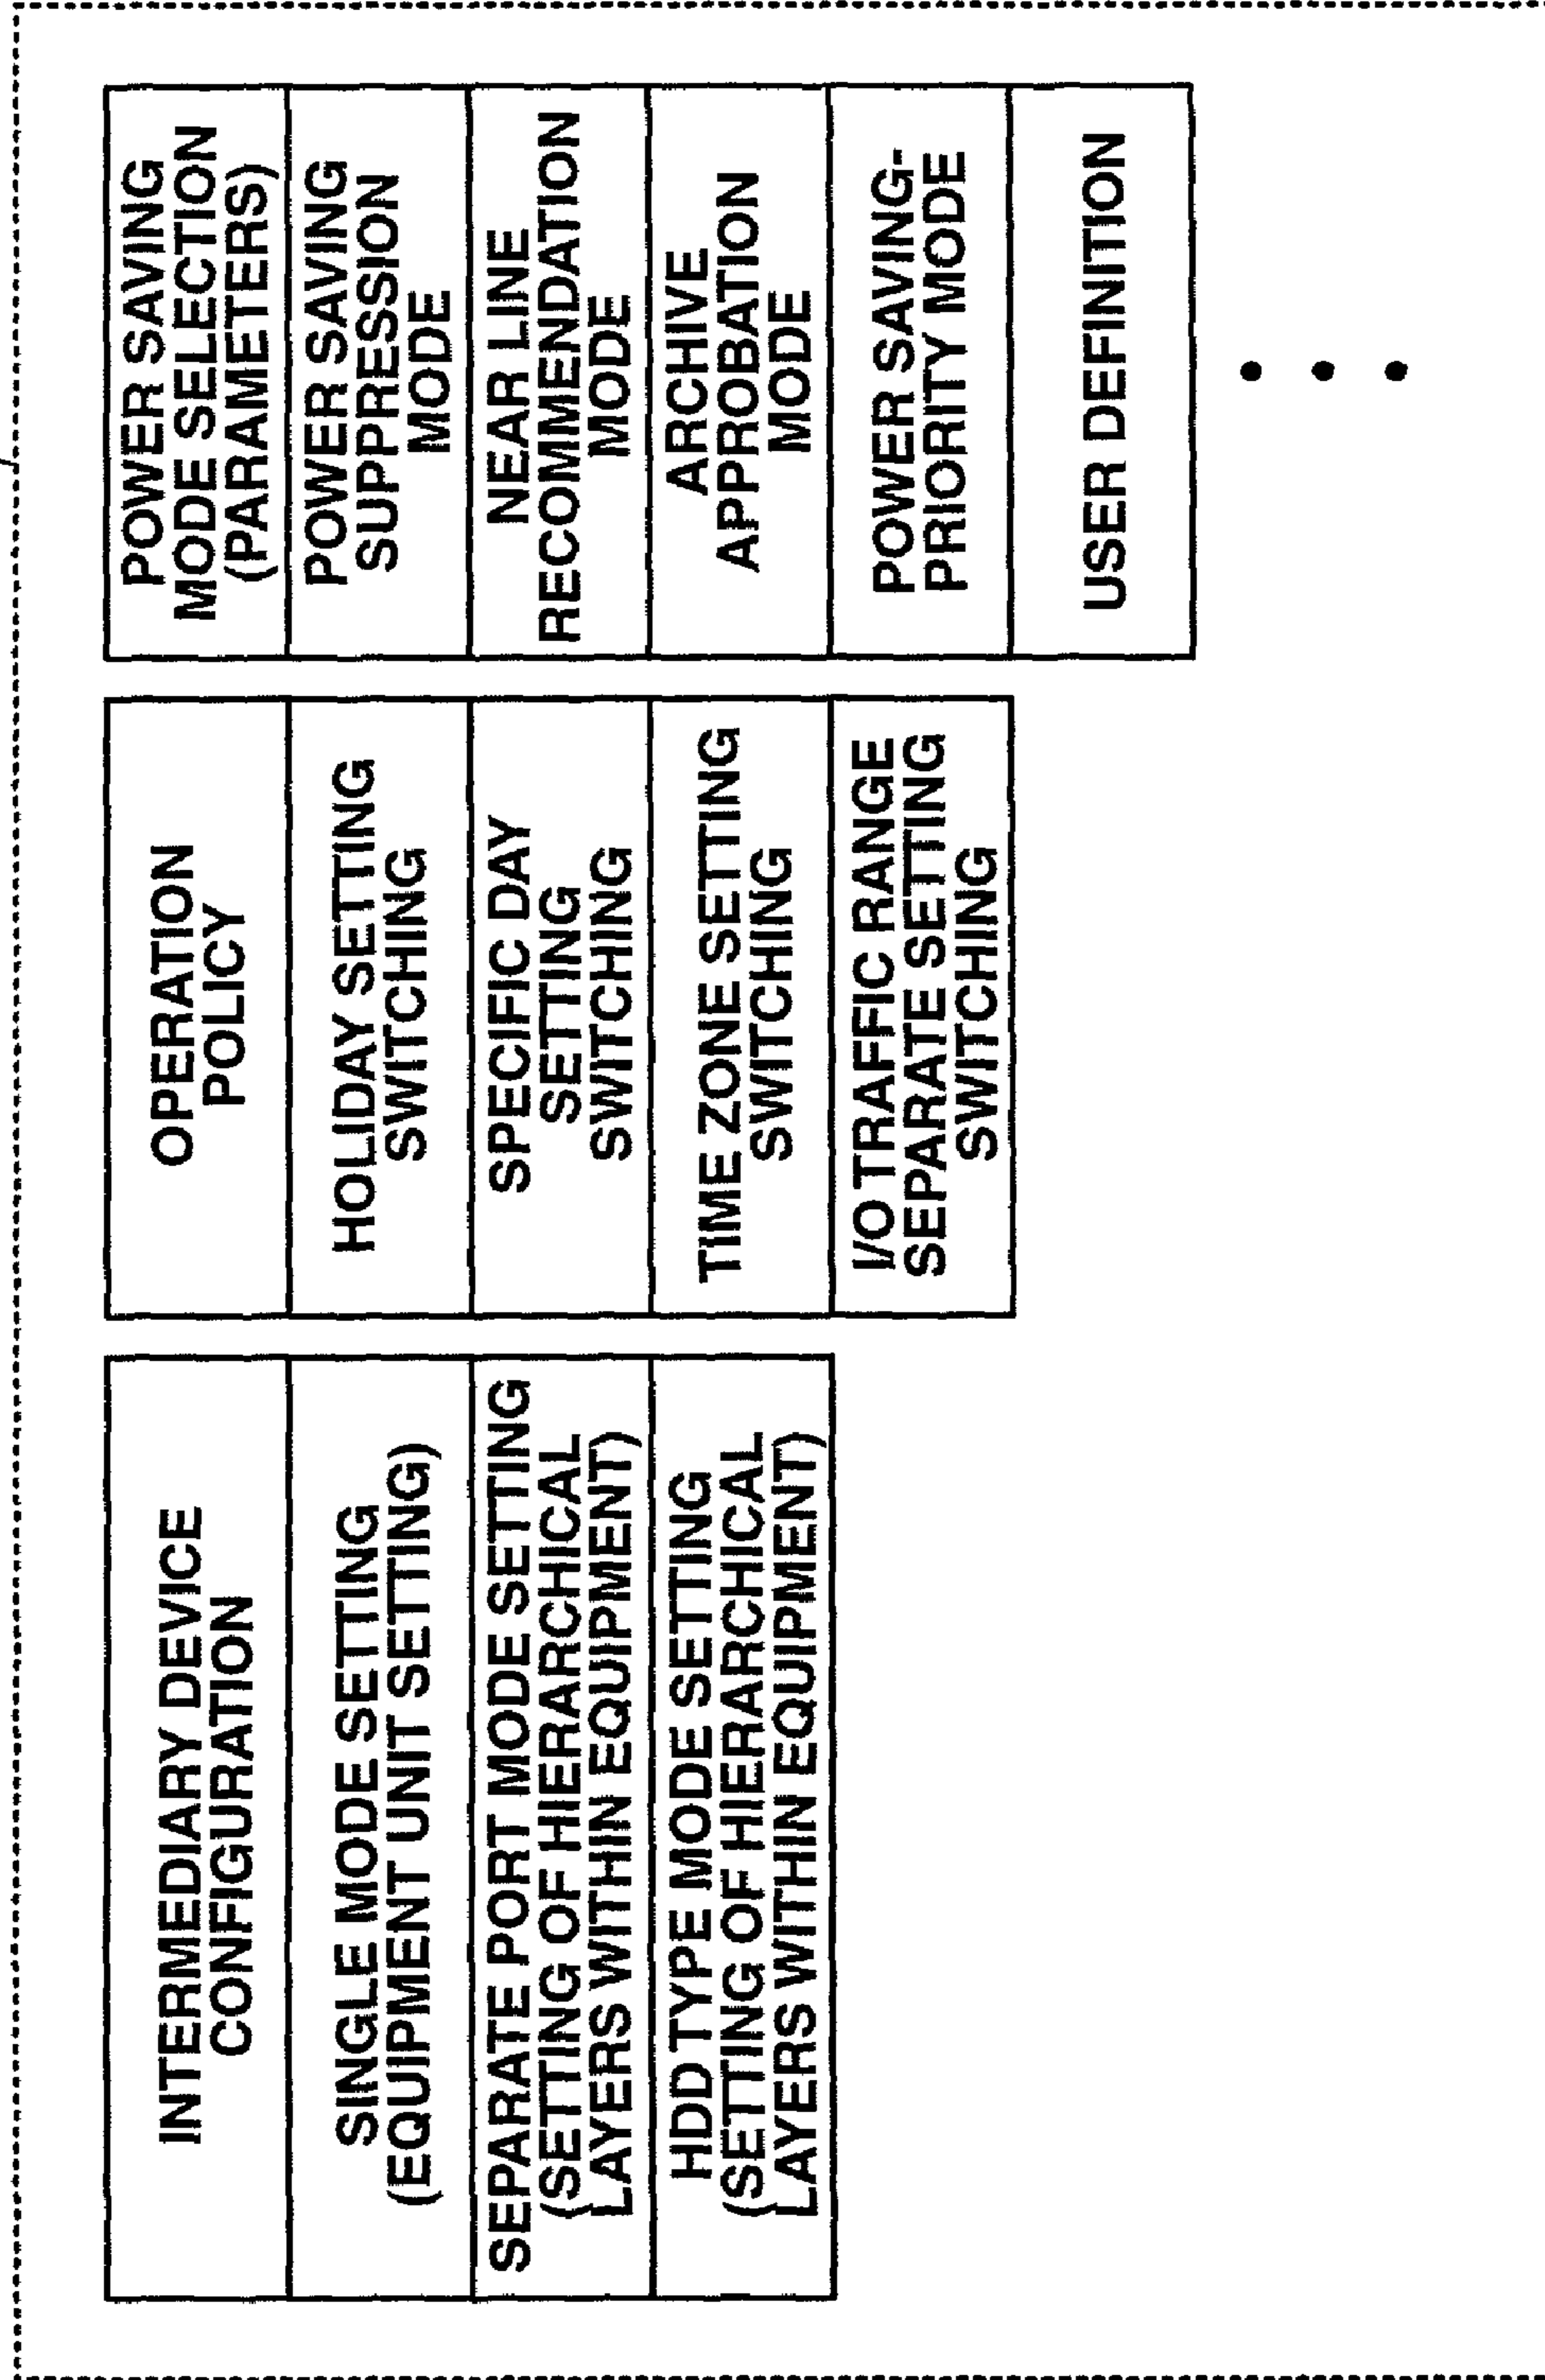 INTERMEDIARY DEVICE
CONFIGURATION
SINGLE MODE SETTING
(EQUIPMENT UNIT SETTING)
SEPARATE PORT MODE SETTING
(SETTING OF HIERARCHICAL
LAYERS WITHIN EQUIPMENT)
HDD TYPE MODE SETTING
(SETTING OF HIERARCHICAL
LAYERS WITHIN EQUIPMENT)
OPERATION
POLICY
HOLIDAY SETTING
SWITCHING
SPECIFIC DAY
SETTING
SWITCHING
TIME ZONE SETTING
SWITCHING
I/O TRAFFIC RANGE
SEPARATE SETTING
SWITCHING
POWER SAVING
MODE SELECTION
(PARAMETERS)
POWER SAVING
SUPPRESSION
MODE
NEAR LINE
RECOMMENDATION
MODE
ARCHIVE
APPROBATION
MODE
POWER SAVING-
PRIORITY MODE
USER DEFINITION
• • •